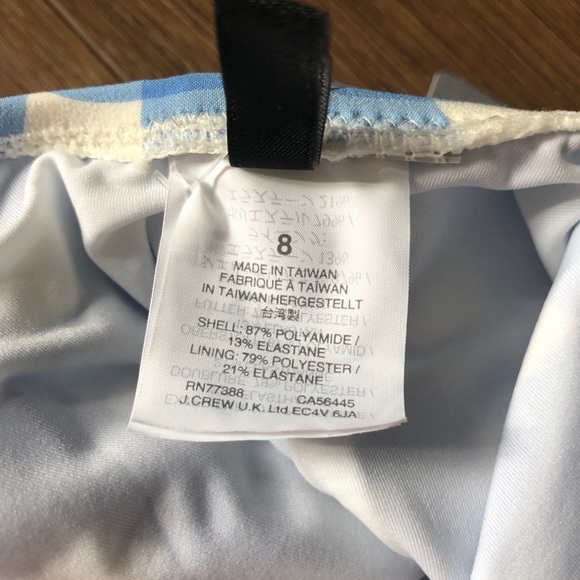 8
MADE IN TAIWAN
FABRIQUÉ À TAÏWAN
IN TAIWAN HERGESTELLT
台湾製
SHELL: 87% POLYAMIDE /
13% ELASTANE
LINING: 79% POLYESTER /
21% ELASTANE
RN77388 CA56445
J.CREW U.K. Ltd EC4V 6JA